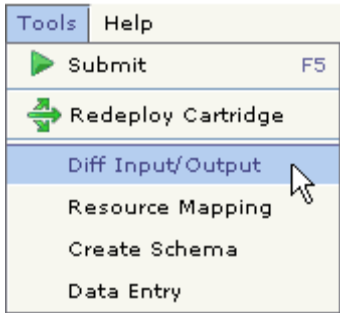 Tools Help
Submit F5
Redeploy Cartridge
Diff Input/Output
Resource Mapping
Create Schema
Data Entry